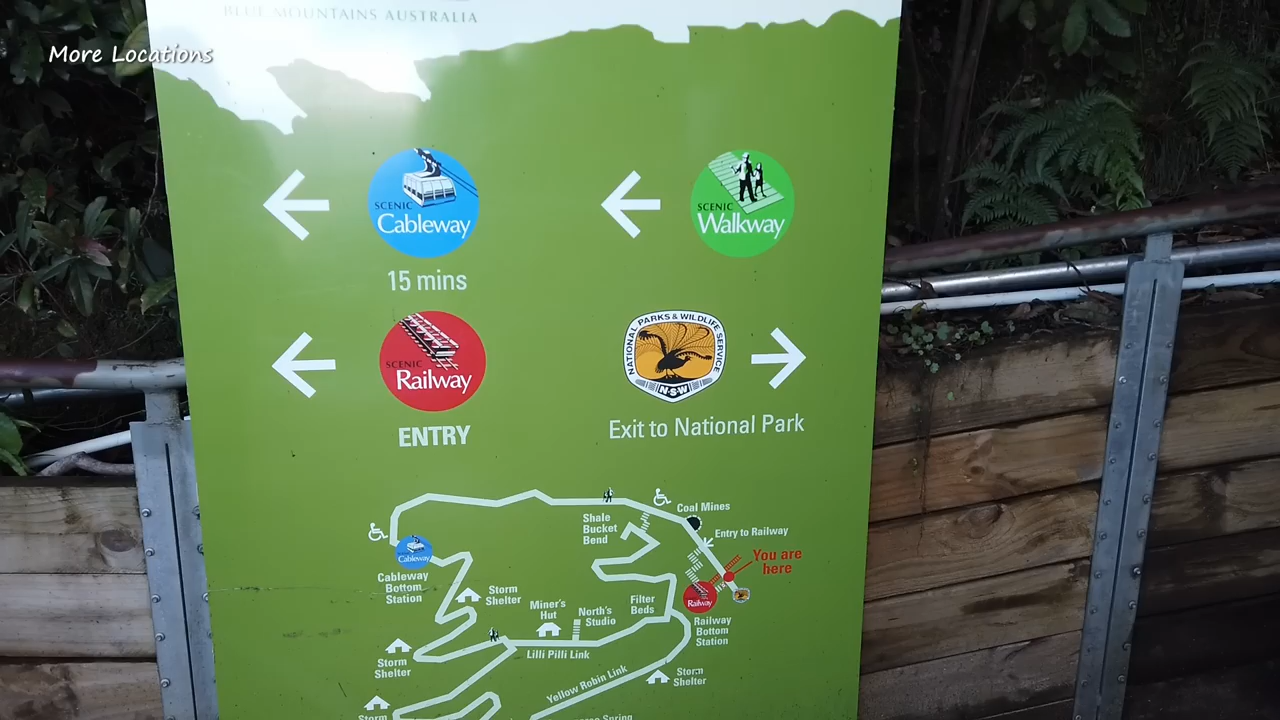 BLUE MOUNTAINS AUSTRALIA
More Locations
SCENIC
Cableway
15 mins
SCENIC
Walkway
SCENIC
Railway
ENTRY
NATIONAL PARKS & WILDLIFE SERVICE
N·S·W
Exit to National Park
Shale
Bucket
Bend
Coal Mines
Entry to Railway
You are
here
Cableway
Cableway
Bottom
Station
Storm
Shelter
Miner's
Hut
North's
Studio
Filter
Beds
Railway
Railway
Bottom
Station
Lilli Pilli Link
Storm
Shelter
Yellow Robin Link
Storm
Shelter
Storm
Spring